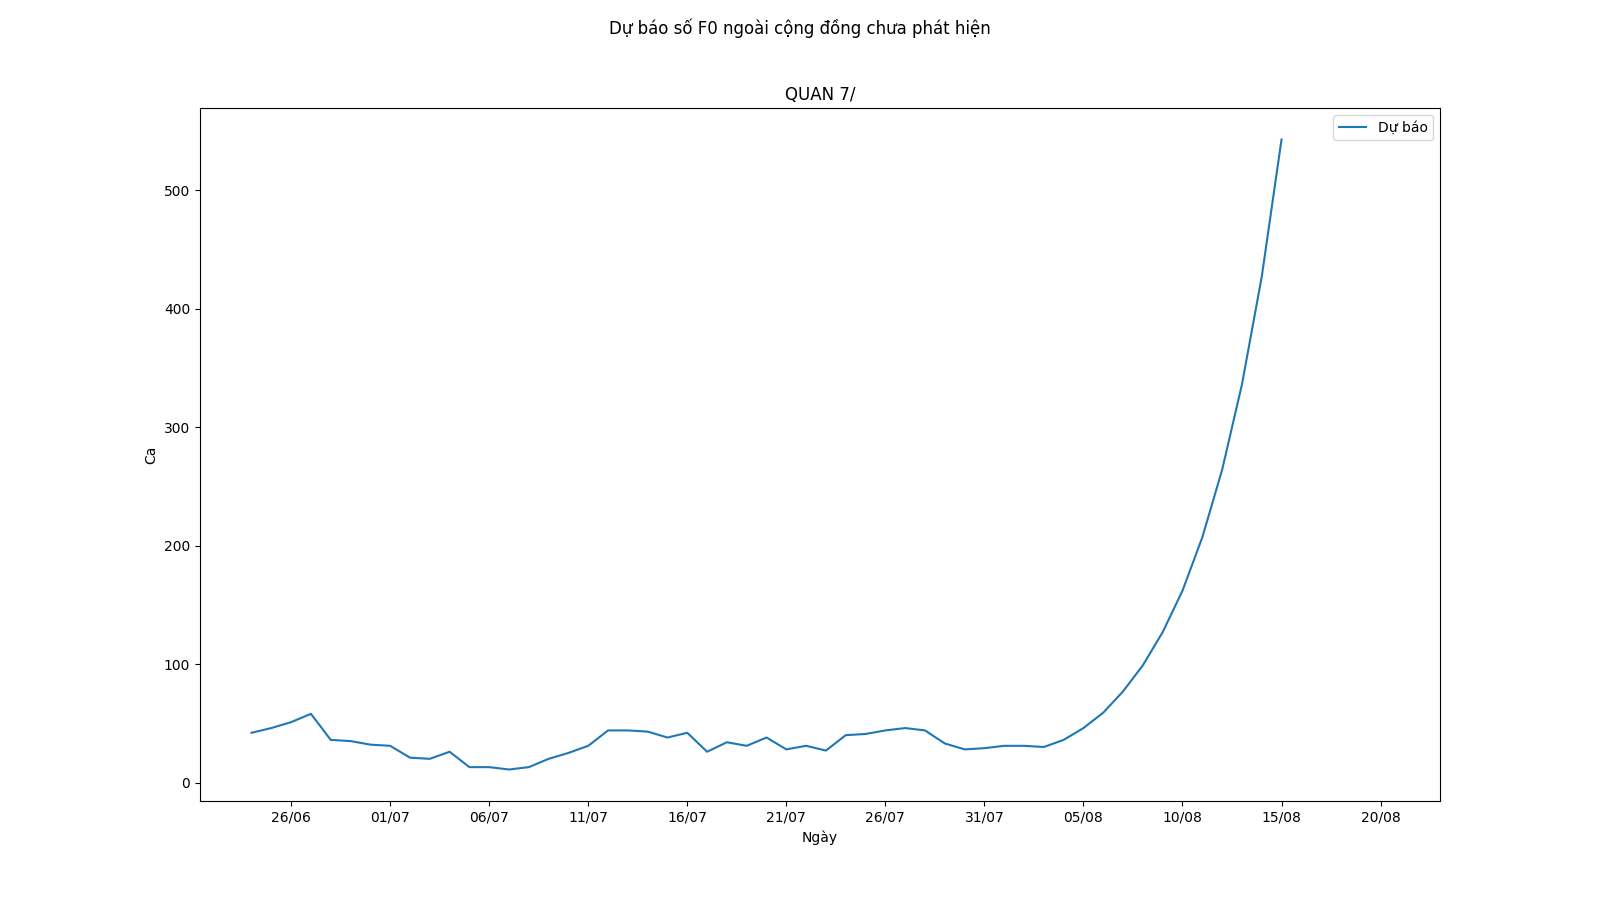 Dự báo số F0 ngoài cộng đồng chưa phát hiện
QUAN 7/
Dự báo
500
400
300
200
100
0
Ca
26/06 01/07 06/07 11/07 16/07 21/07 26/07 31/07 05/08 10/08 15/08 20/08
Ngày